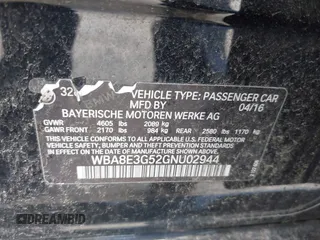 32
VEHICLE TYPE: PASSENGER CAR
MFD BY 04/16
BAYERISCHE MOTOREN WERKE AG
GVWR 4605 lbs 2089 kg
GAWR FRONT 2170 lbs 984 kg REAR 2580 lbs 1170 kg
THIS VEHICLE CONFORMS TO ALL APPLICABLE U.S. FEDERAL MOTOR
VEHICLE SAFETY, BUMPER, AND THEFT PREVENTION STANDARDS
IN EFFECT ON THE DATE OF MANUFACTURE SHOWN ABOVE.
WBA8E3G52GNU02944
DREAMBID